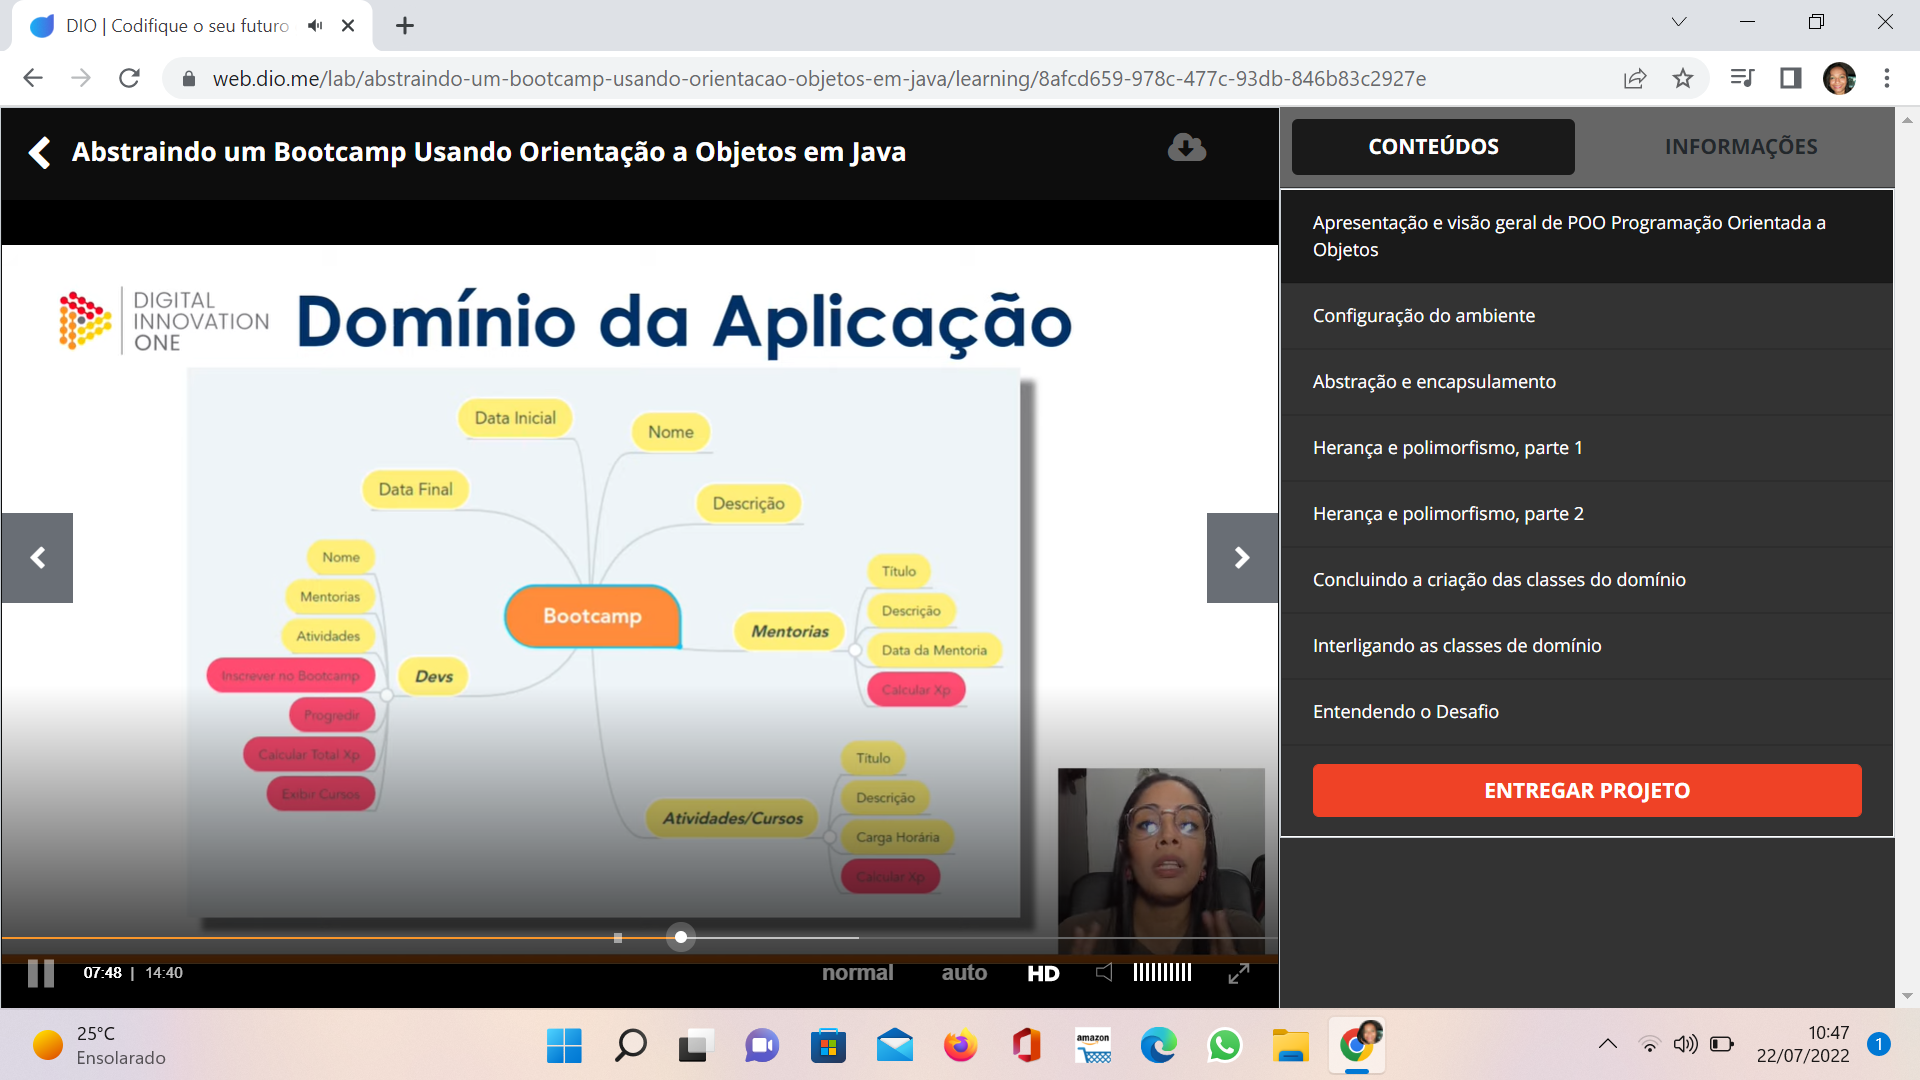 DIO | Codifique o seu futuro
web.dio.me/lab/abstraindo-um-bootcamp-usando-orientacao-objetos-em-java/learning/8afcd659-978c-477c-93db-846b83c2927e
Abstraindo um Bootcamp Usando Orientação a Objetos em Java
DIGITAL
INNOVATION
ONE
Domínio da Aplicação
Data Inicial
Nome
Data Final
Descrição
Nome
Mentorias
Atividades
Inscrever no Bootcamp
Progredir
Calcular Total Xp
Exibir Cursos
Devs
Bootcamp
Mentorias
Título
Descrição
Data da Mentoria
Calcular Xp
Atividades/Cursos
Título
Descrição
Carga Horária
Calcular Xp
07:48 | 14:40
normal
auto
HD
CONTEÚDOS
INFORMAÇÕES
Apresentação e visão geral de POO Programação Orientada a
Objetos
Configuração do ambiente
Abstração e encapsulamento
Herança e polimorfismo, parte 1
Herança e polimorfismo, parte 2
Concluindo a criação das classes do domínio
Interligando as classes de domínio
Entendendo o Desafio
ENTREGAR PROJETO
25°C
Ensolarado
amazon
10:47
22/07/2022
1